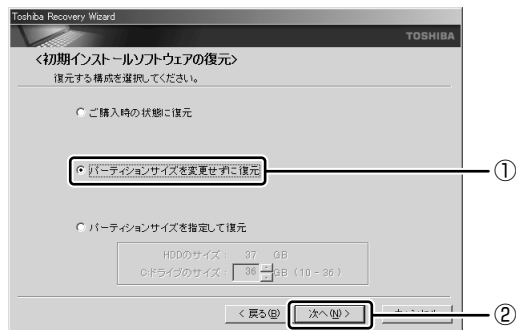 Toshiba Recovery Wizard
TOSHIBA
<初期インストールソフトウェアの復元>
復元する構成を選択してください。
ご購入時の状態に復元
パーティションサイズを変更せずに復元
①
パーティションサイズを指定して復元
HDDのサイズ: 37 GB
C:ドライブのサイズ: 36 GB (10 - 36)
< 戻る(B) 次へ(N) >
②